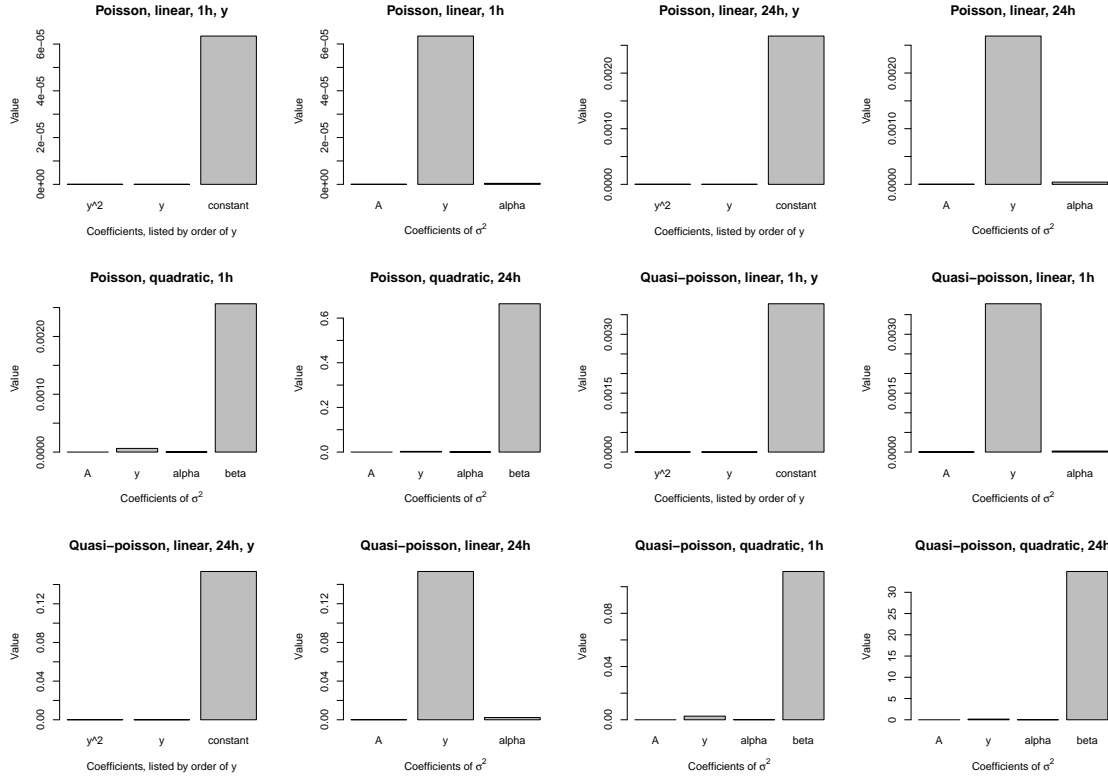 Poisson, linear, 1h, y
Value
0e+00 2e−05 4e−05 6e−05
y^2 y constant
Coefficients, listed by order of y
Poisson, linear, 1h
Value
0e+00 2e−05 4e−05 6e−05
A y alpha
Coefficients of σ²
Poisson, linear, 24h, y
Value
0.0000 0.0010 0.0020
y^2 y constant
Coefficients, listed by order of y
Poisson, linear, 24h
Value
0.0000 0.0010 0.0020
A y alpha
Coefficients of σ²
Poisson, quadratic, 1h
Value
0.0000 0.0010 0.0020
A y alpha beta
Coefficients of σ²
Poisson, quadratic, 24h
Value
0.0 0.2 0.4 0.6
A y alpha beta
Coefficients of σ²
Quasi−poisson, linear, 1h, y
Value
0.0000 0.0015 0.0030
y^2 y constant
Coefficients, listed by order of y
Quasi−poisson, linear, 1h
Value
0.0000 0.0015 0.0030
A y alpha
Coefficients of σ²
Quasi−poisson, linear, 24h, y
Value
0.00 0.04 0.08 0.12
y^2 y constant
Coefficients, listed by order of y
Quasi−poisson, linear, 24h
Value
0.00 0.04 0.08 0.12
A y alpha
Coefficients of σ²
Quasi−poisson, quadratic, 1h
Value
0.00 0.04 0.08
A y alpha beta
Coefficients of σ²
Quasi−poisson, quadratic, 24h
Value
0 5 10 15 20 25 30
A y alpha beta
Coefficients of σ²